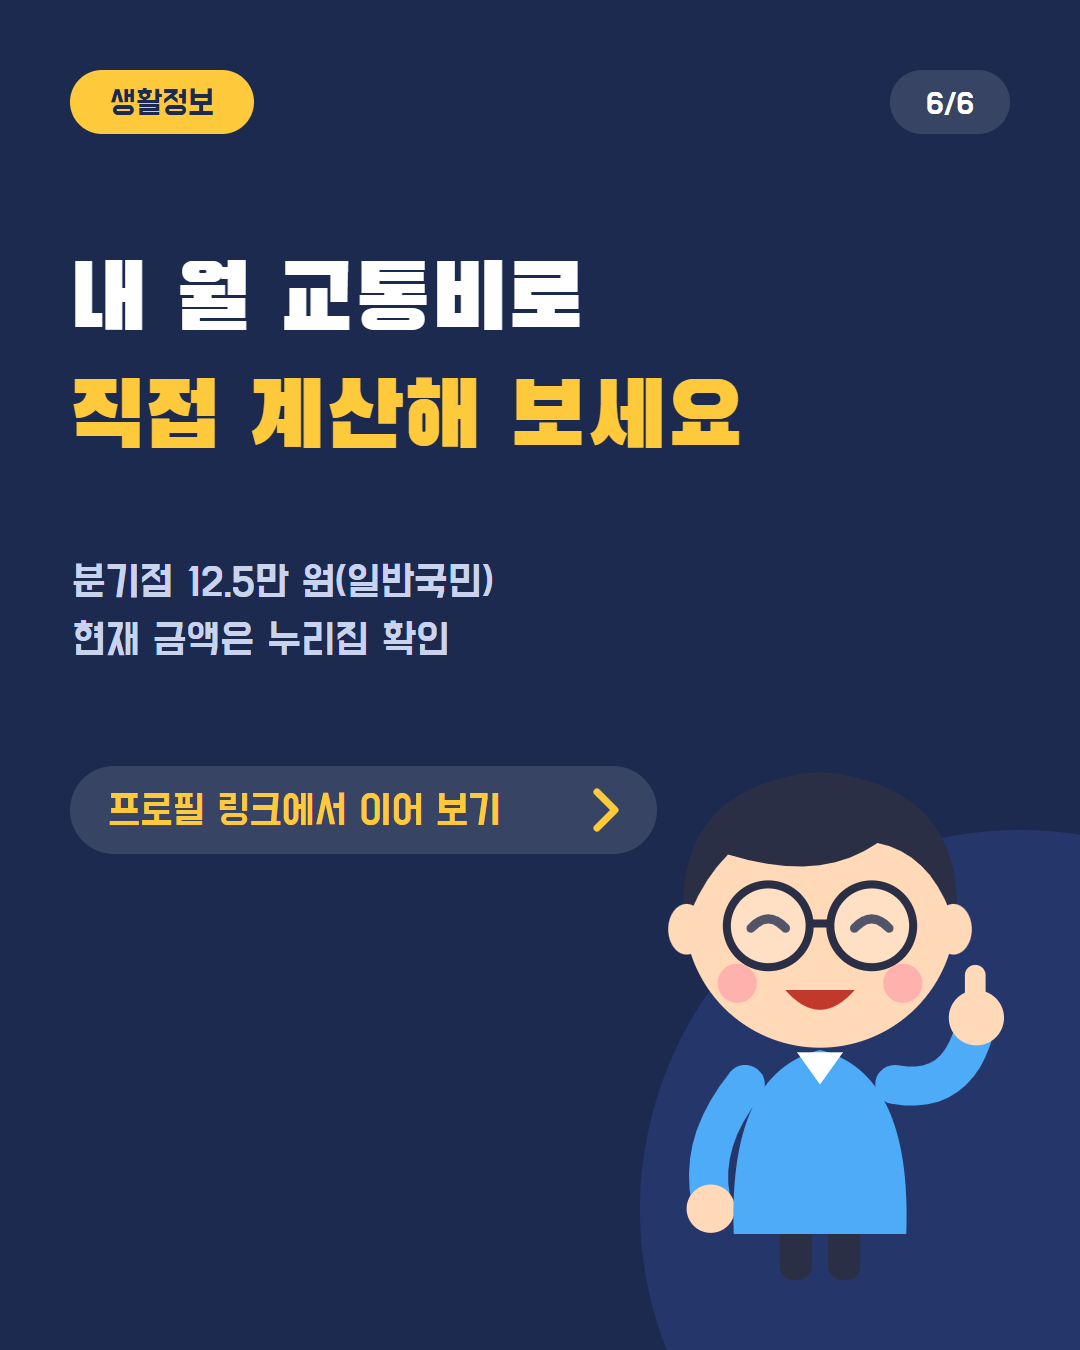 생활정보
6/6
내 월 교통비로
직접 계산해 보세요
분기점 12.5만 원(일반국민)
현재 금액은 누리집 확인
프로필 링크에서 이어 보기